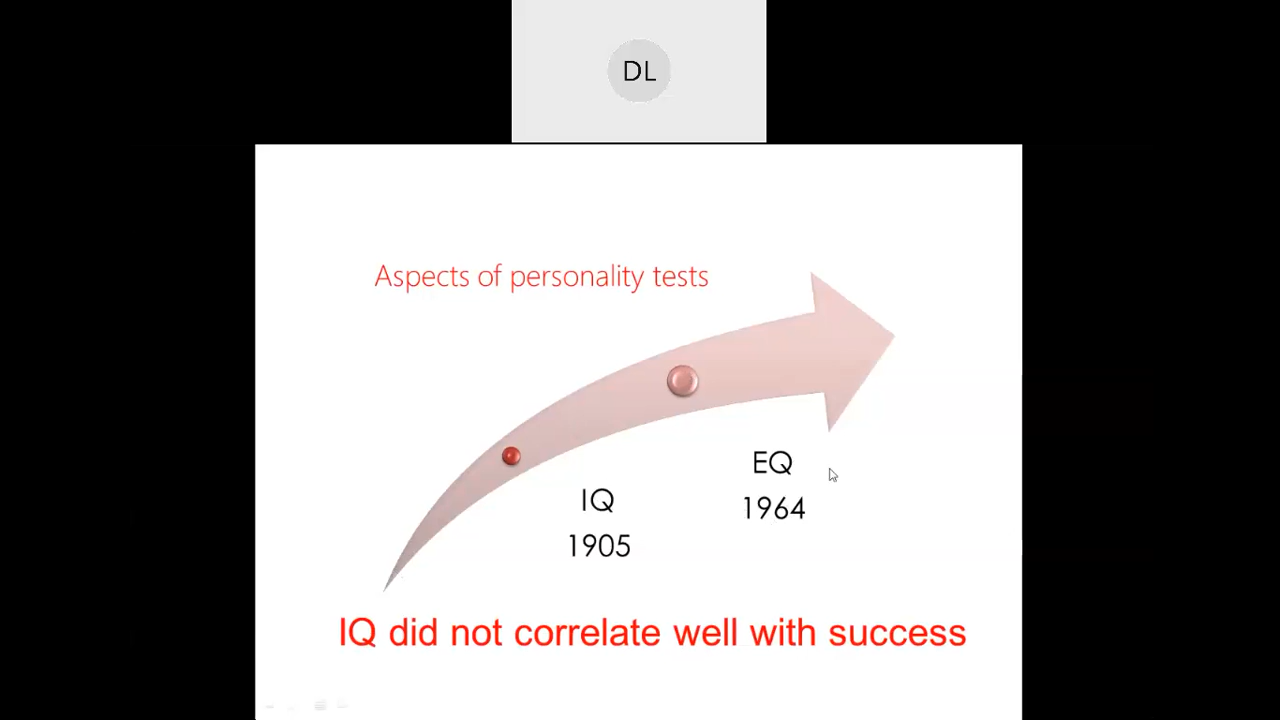 DL
Aspects of personality tests
EQ
1964
IQ
1905
IQ did not correlate well with success